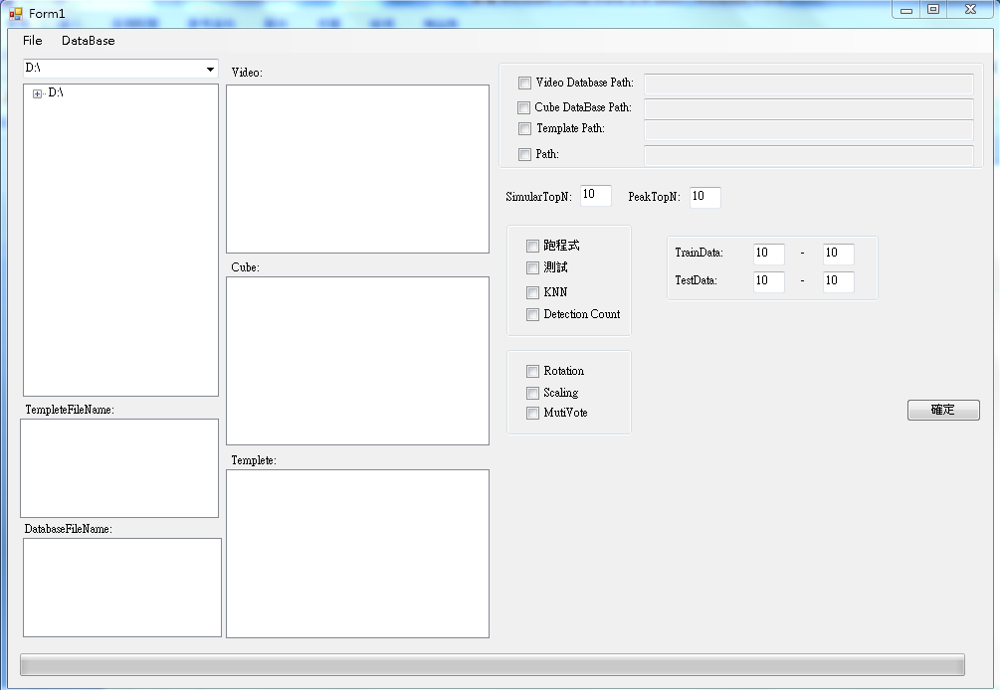 Form1
File DataBase
D:\
D:\
TempleteFileName:
DatabaseFileName:
Video:
Cube:
Templete:
Video Database Path:
Cube DataBase Path:
Template Path:
Path:
SimularTopN: 10 PeakTopN: 10
跑程式
測試
KNN
Detection Count
TrainData: 10 - 10
TestData: 10 - 10
Rotation
Scaling
MutiVote
確定